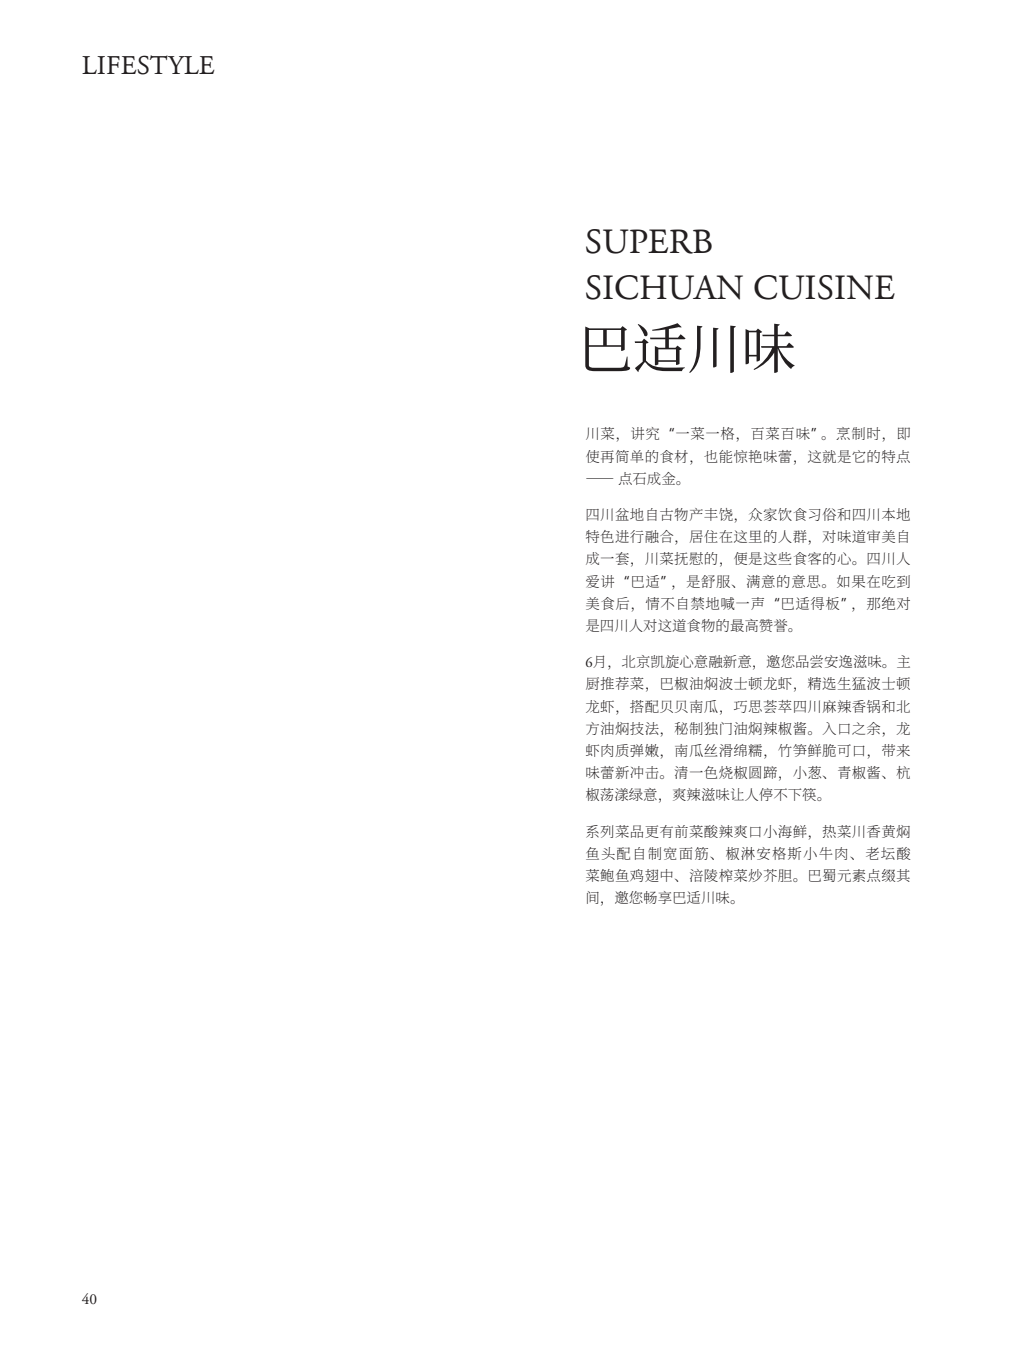 LIFESTYLE
SUPERB
SICHUAN CUISINE
巴适川味
川菜，讲究“一菜一格，百菜百味”。烹制时，即
使再简单的食材，也能惊艳味蕾，这就是它的特点
—— 点石成金。
四川盆地自古物产丰饶，众家饮食习俗和四川本地
特色进行融合，居住在这里的人群，对味道审美自
成一套，川菜抚慰的，便是这些食客的心。四川人
爱讲“巴适”，是舒服、满意的意思。如果在吃到
美食后，情不自禁地喊一声“巴适得板”，那绝对
是四川人对这道食物的最高赞誉。
6月，北京凯旋心意融新意，邀您品尝安逸滋味。主
厨推荐菜，巴椒油焖波士顿龙虾，精选生猛波士顿
龙虾，搭配贝贝南瓜，巧思荟萃四川麻辣香锅和北
方油焖技法，秘制独门油焖辣椒酱。入口之余，龙
虾肉质弹嫩，南瓜丝滑绵糯，竹笋鲜脆可口，带来
味蕾新冲击。清一色烧椒圆蹄，小葱、青椒酱、杭
椒荡漾绿意，爽辣滋味让人停不下筷。
系列菜品更有前菜酸辣爽口小海鲜，热菜川香黄焖
鱼头配自制宽面筋、椒淋安格斯小牛肉、老坛酸
菜鲍鱼鸡翅中、涪陵榨菜炒芥胆。巴蜀元素点缀其
间，邀您畅享巴适川味。
40